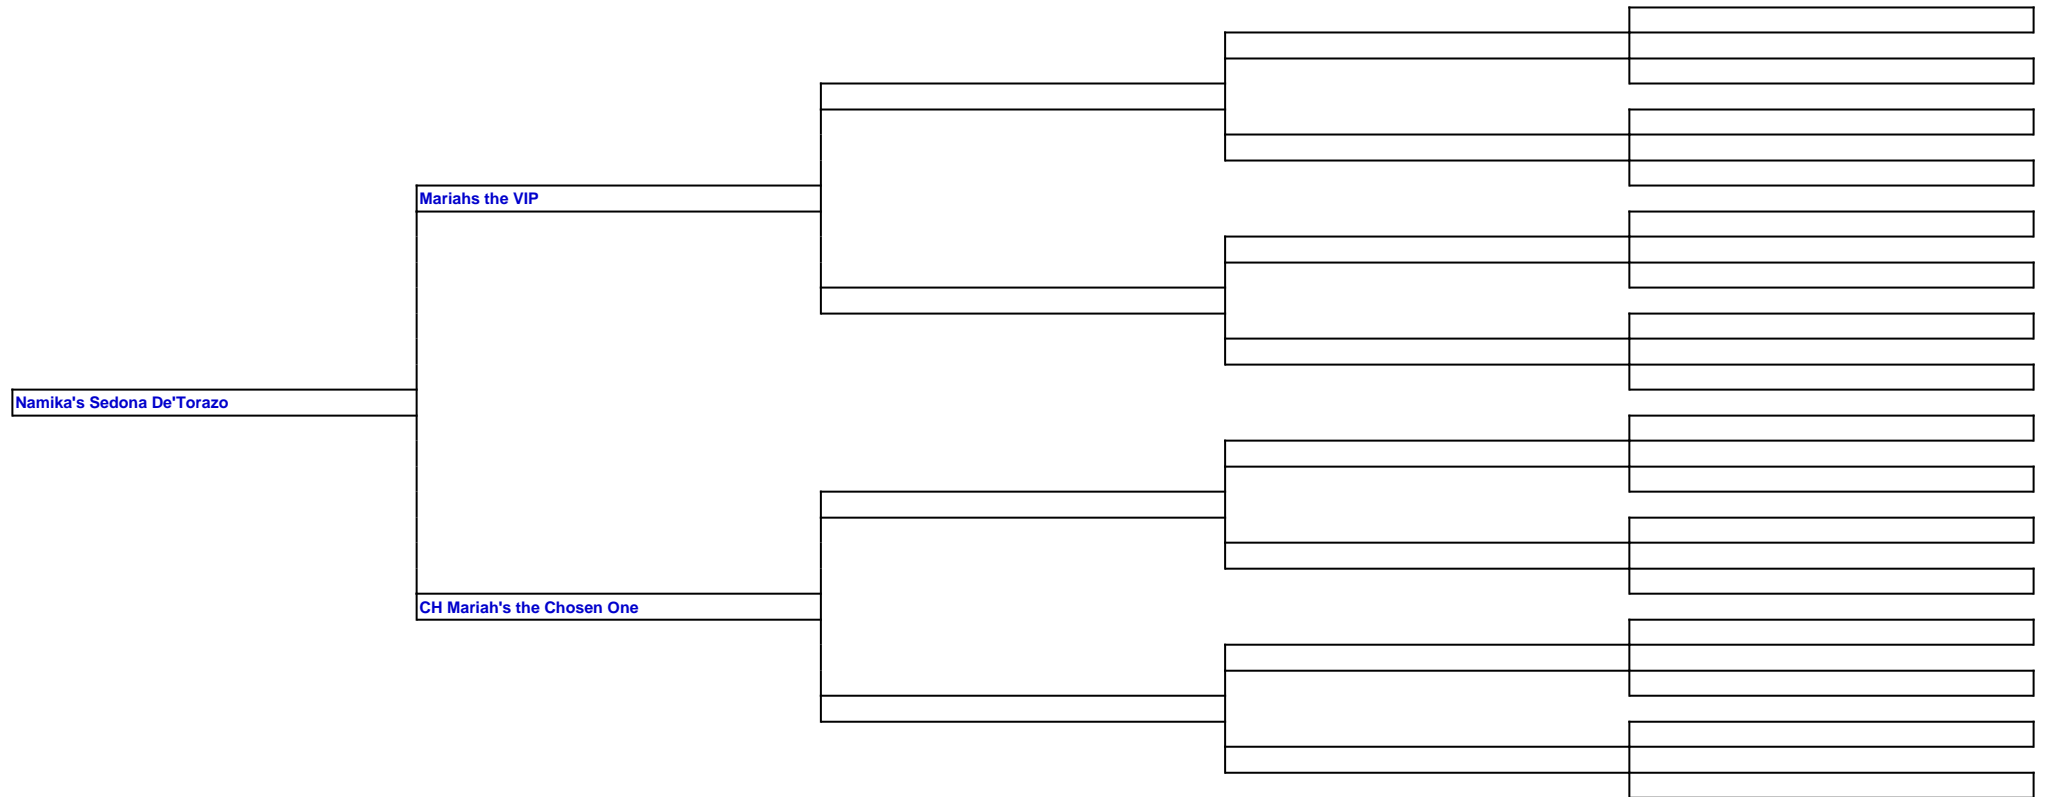 Mariahs the VIP
Namika's Sedona De'Torazo
CH Mariah's the Chosen One